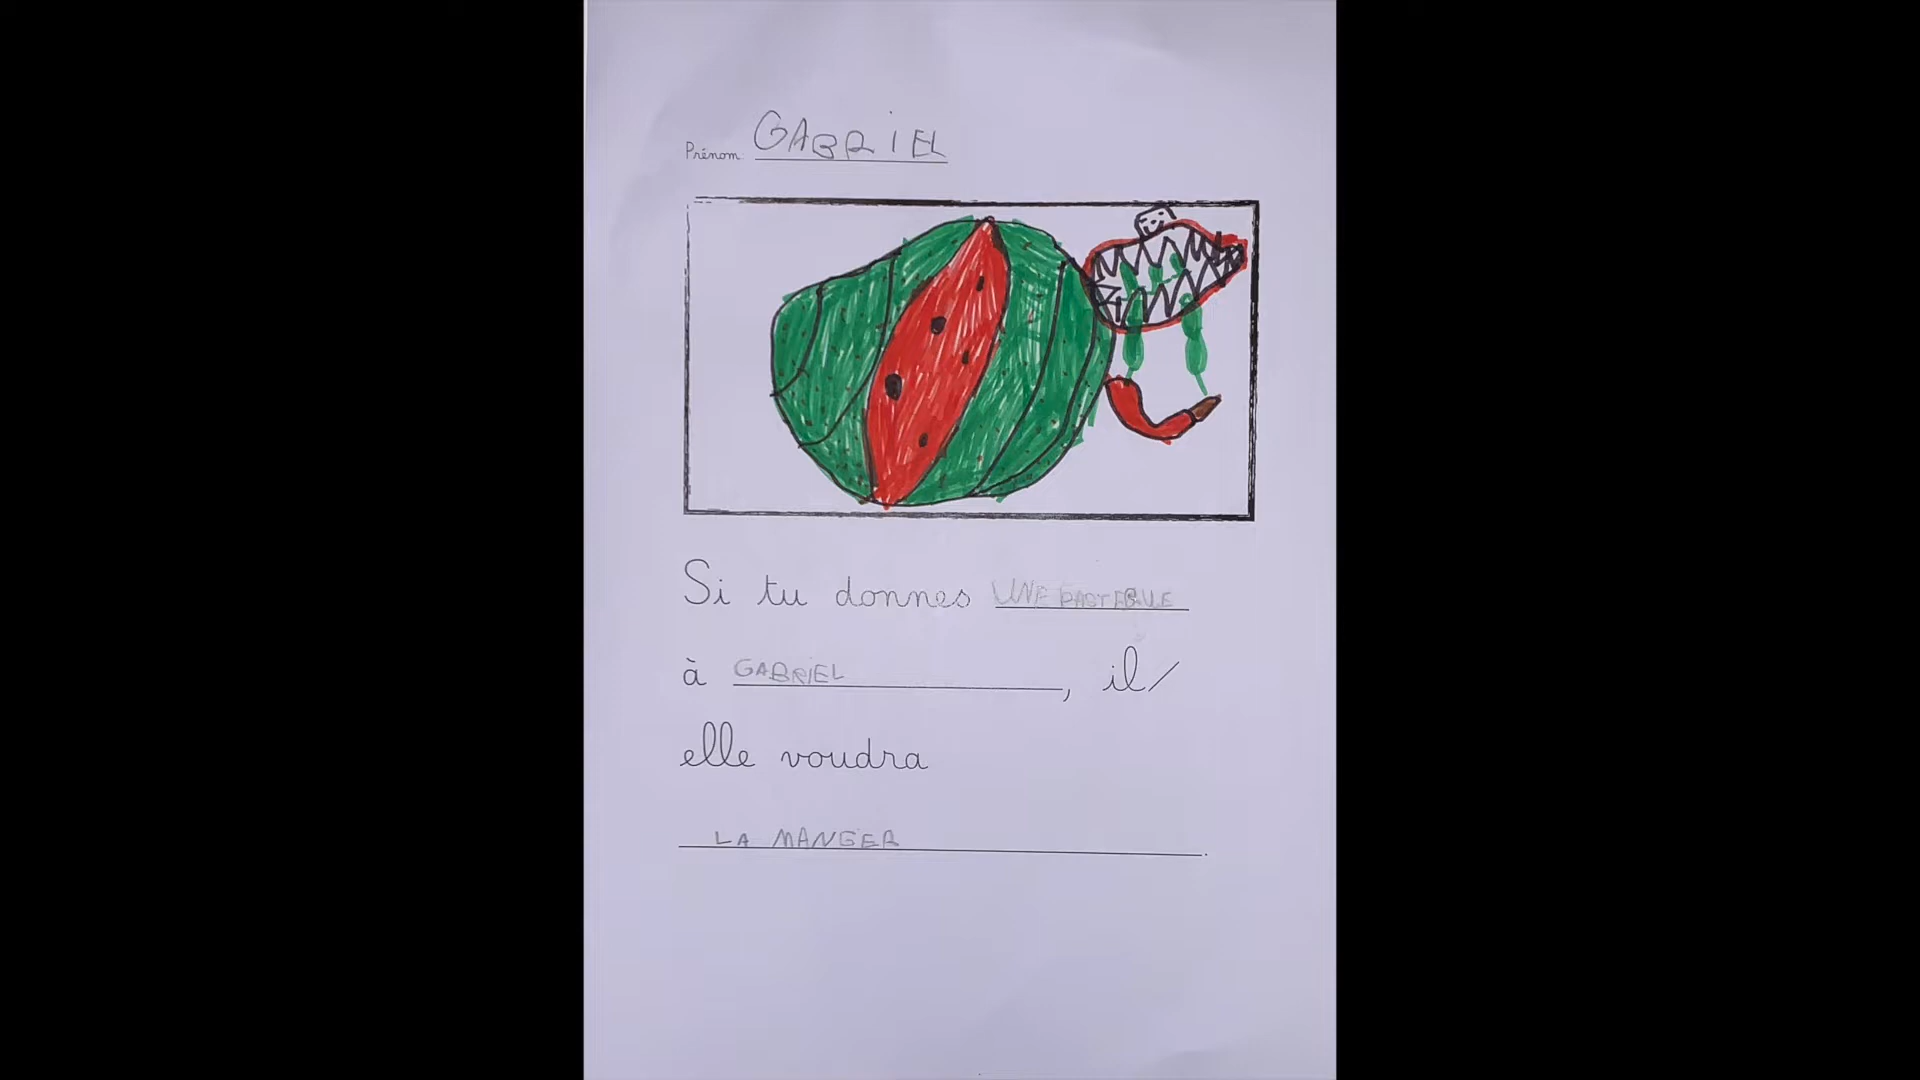 Prénom: GABRIEL
Si tu donnes UNE PASTEQUE
à GABRIEL, il/
elle voudra
LA MANGER.